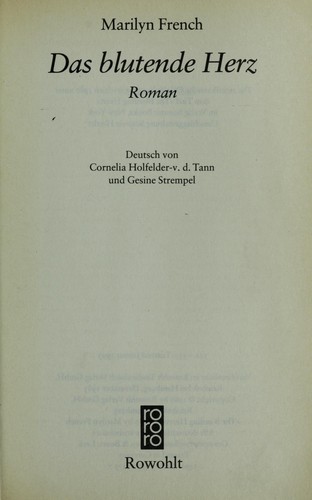 Marilyn French
Das blutende Herz
Roman
Deutsch von
Cornelia Holfelder-v. d. Tann
und Gesine Strempel
ro
ro
ro
Rowohlt